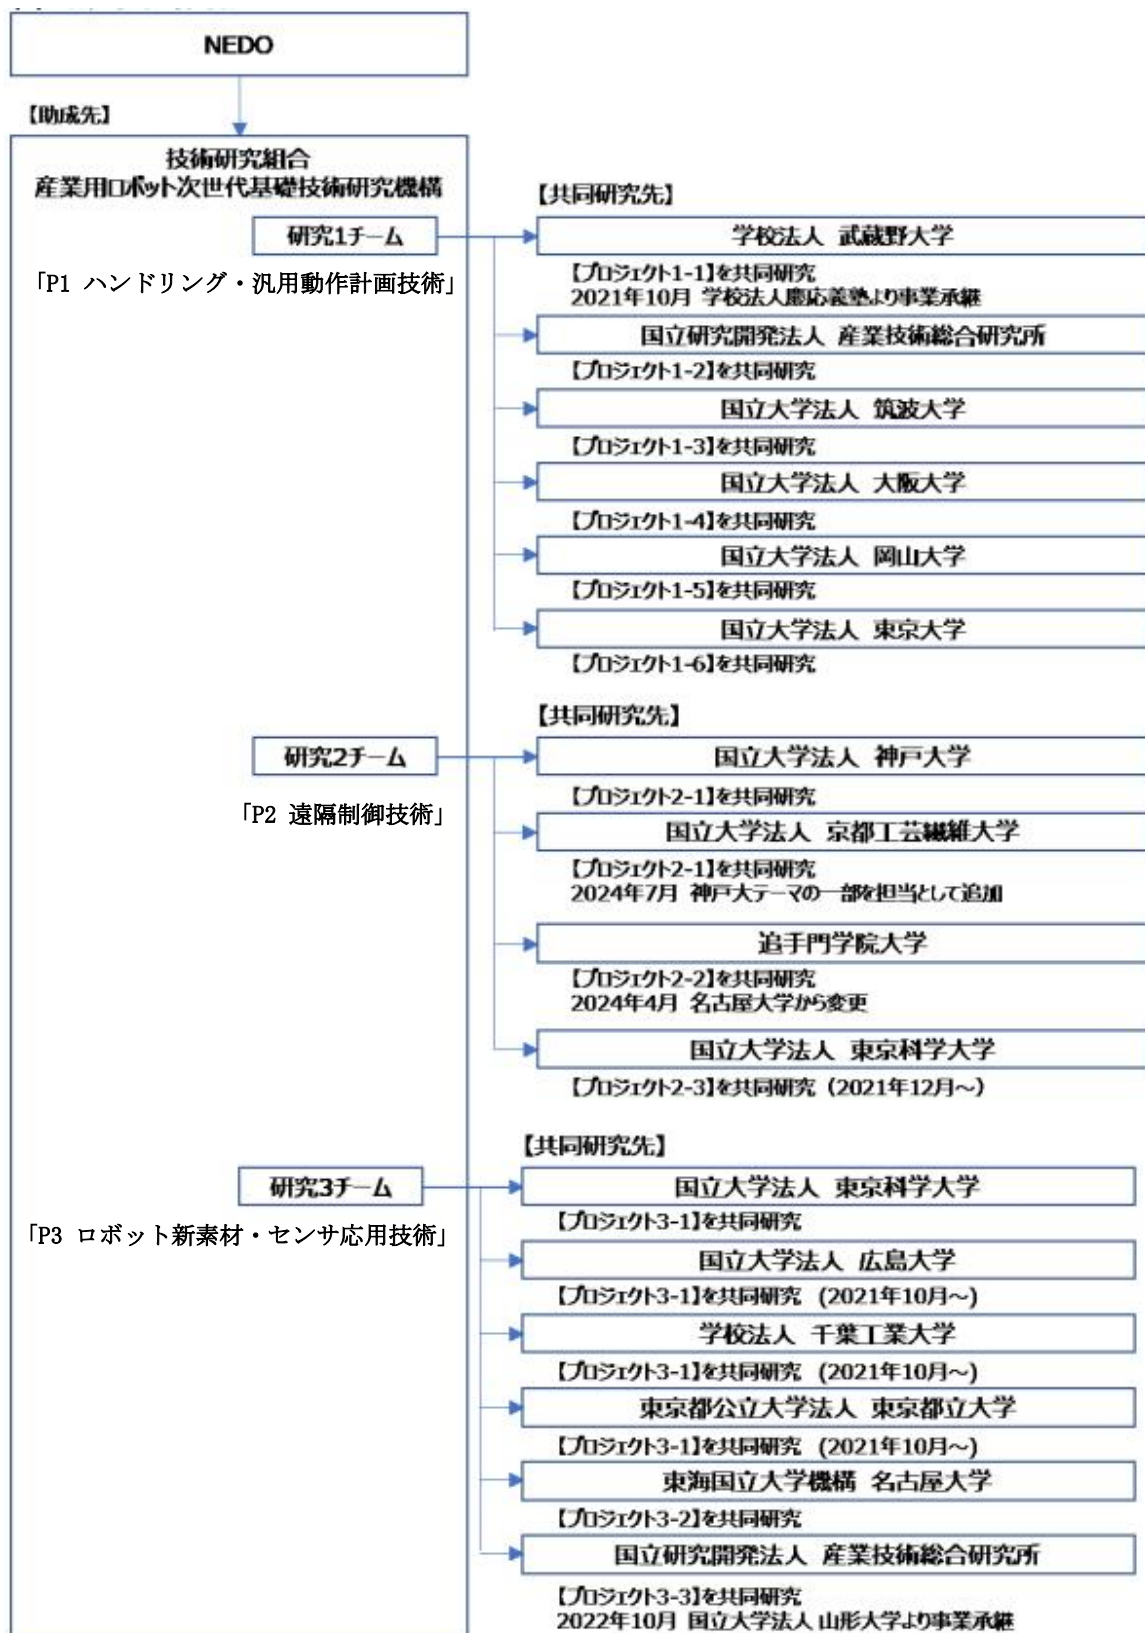 NEDO
【助成先】
技術研究組合
産業用ロボット次世代基礎技術研究機構
【共同研究先】
研究1チーム
学校法人 武蔵野大学
「P1 ハンドリング・汎用動作計画技術」
【プロジェクト1-1】を共同研究
2021年10月 学校法人慶応義塾より事業承継
国立研究開発法人 産業技術総合研究所
【プロジェクト1-2】を共同研究
国立大学法人 筑波大学
【プロジェクト1-3】を共同研究
国立大学法人 大阪大学
【プロジェクト1-4】を共同研究
国立大学法人 岡山大学
【プロジェクト1-5】を共同研究
国立大学法人 東京大学
【プロジェクト1-6】を共同研究
【共同研究先】
研究2チーム
国立大学法人 神戸大学
「P2 遠隔制御技術」
【プロジェクト2-1】を共同研究
国立大学法人 京都工芸繊維大学
【プロジェクト2-1】を共同研究
2024年7月 神戸大テーマの一部を担当として追加
追手門学院大学
【プロジェクト2-2】を共同研究
2024年4月 名古屋大学から変更
国立大学法人 東京科学大学
【プロジェクト2-3】を共同研究（2021年12月～）
【共同研究先】
研究3チーム
国立大学法人 東京科学大学
「P3 ロボット新素材・センサ応用技術」
【プロジェクト3-1】を共同研究
国立大学法人 広島大学
【プロジェクト3-1】を共同研究 (2021年10月～)
学校法人 千葉工業大学
【プロジェクト3-1】を共同研究 (2021年10月～)
東京都公立大学法人 東京都立大学
【プロジェクト3-1】を共同研究 (2021年10月～)
東海国立大学機構 名古屋大学
【プロジェクト3-2】を共同研究
国立研究開発法人 産業技術総合研究所
【プロジェクト3-3】を共同研究
2022年10月 国立大学法人 山形大学より事業承継